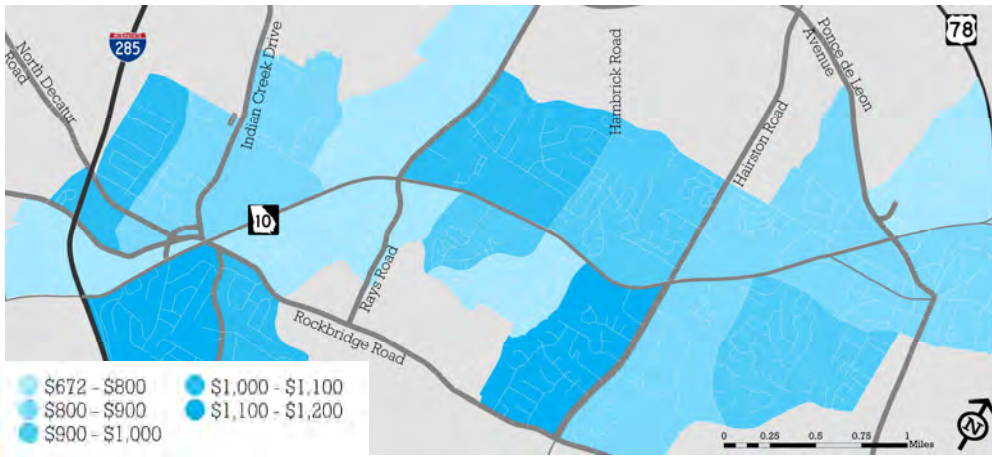 North Decatur
Road
INTERSTATE
285
Indian Creek Drive
Hambrick Road
Ponce de Leon
Avenue
78
Hairston Road
10
Rays Road
Rockbridge Road
$672 - $800
$800 - $900
$900 - $1,000
$1,000 - $1,100
$1,100 - $1,200
0 0.25 0.5 0.75 1
Miles
N